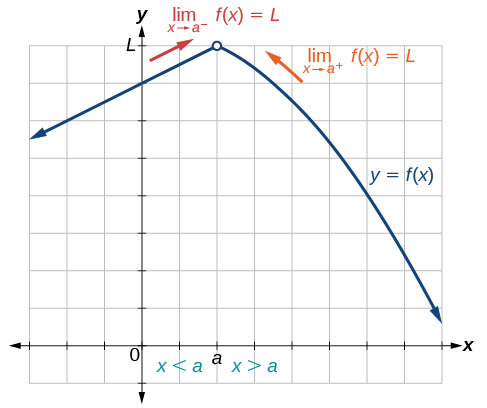 y
lim f(x) = L
x→a⁻
L
lim f(x) = L
x→a⁺
y = f(x)
x
0
a
x < a
x > a